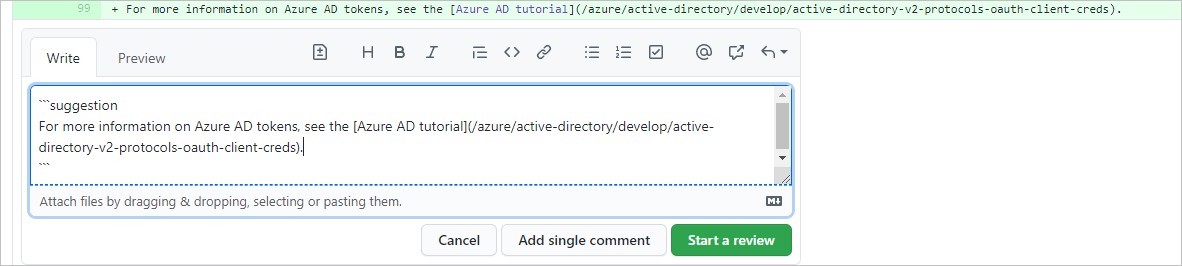 99 + For more information on Azure AD tokens, see the [Azure AD tutorial](/azure/active-directory/develop/active-directory-v2-protocols-oauth-client-creds).
Write Preview
```suggestion
For more information on Azure AD tokens, see the [Azure AD tutorial](/azure/active-directory/develop/active-
directory-v2-protocols-oauth-client-creds).
```
Attach files by dragging & dropping, selecting or pasting them.
Cancel Add single comment Start a review